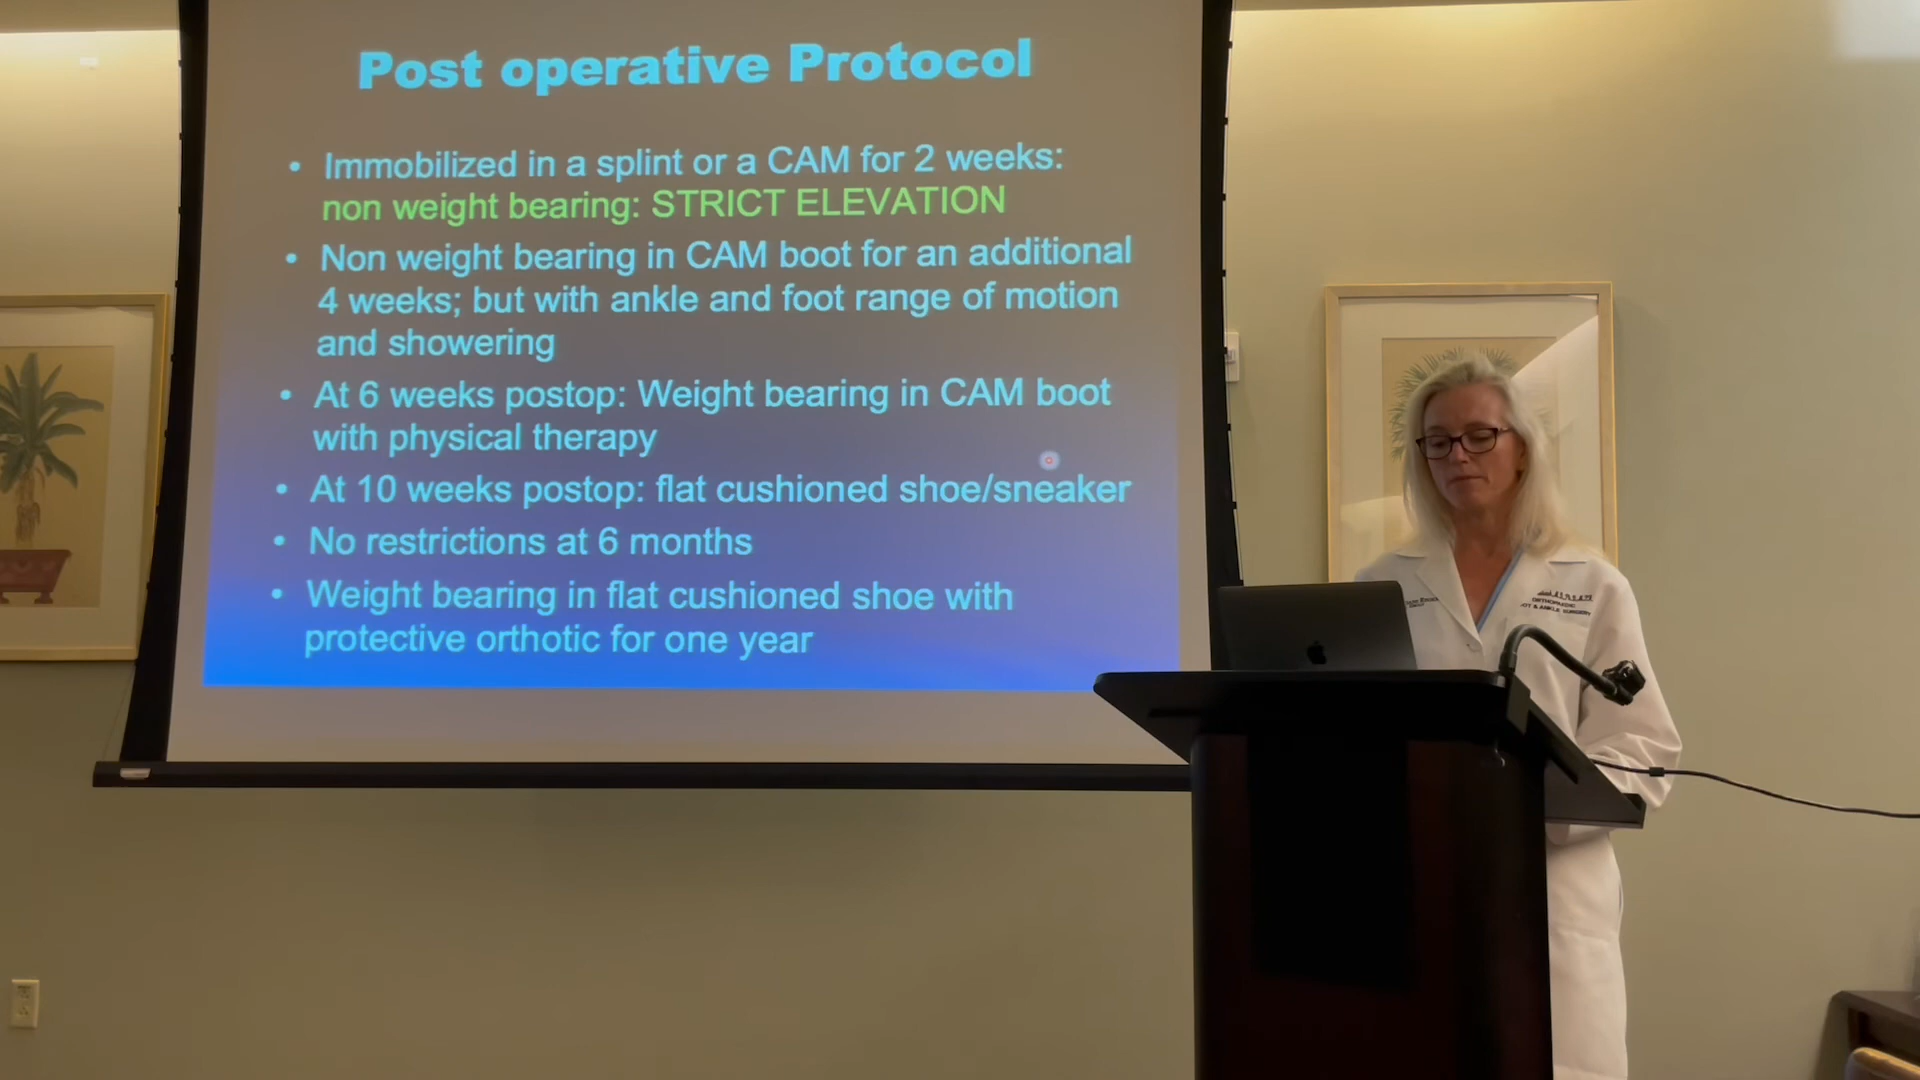 Post operative Protocol
• Immobilized in a splint or a CAM for 2 weeks:
non weight bearing: STRICT ELEVATION
• Non weight bearing in CAM boot for an additional
4 weeks; but with ankle and foot range of motion
and showering
• At 6 weeks postop: Weight bearing in CAM boot
with physical therapy
• At 10 weeks postop: flat cushioned shoe/sneaker
• No restrictions at 6 months
• Weight bearing in flat cushioned shoe with
protective orthotic for one year
ORTHOPAEDIC
& ANKLE SURGERY